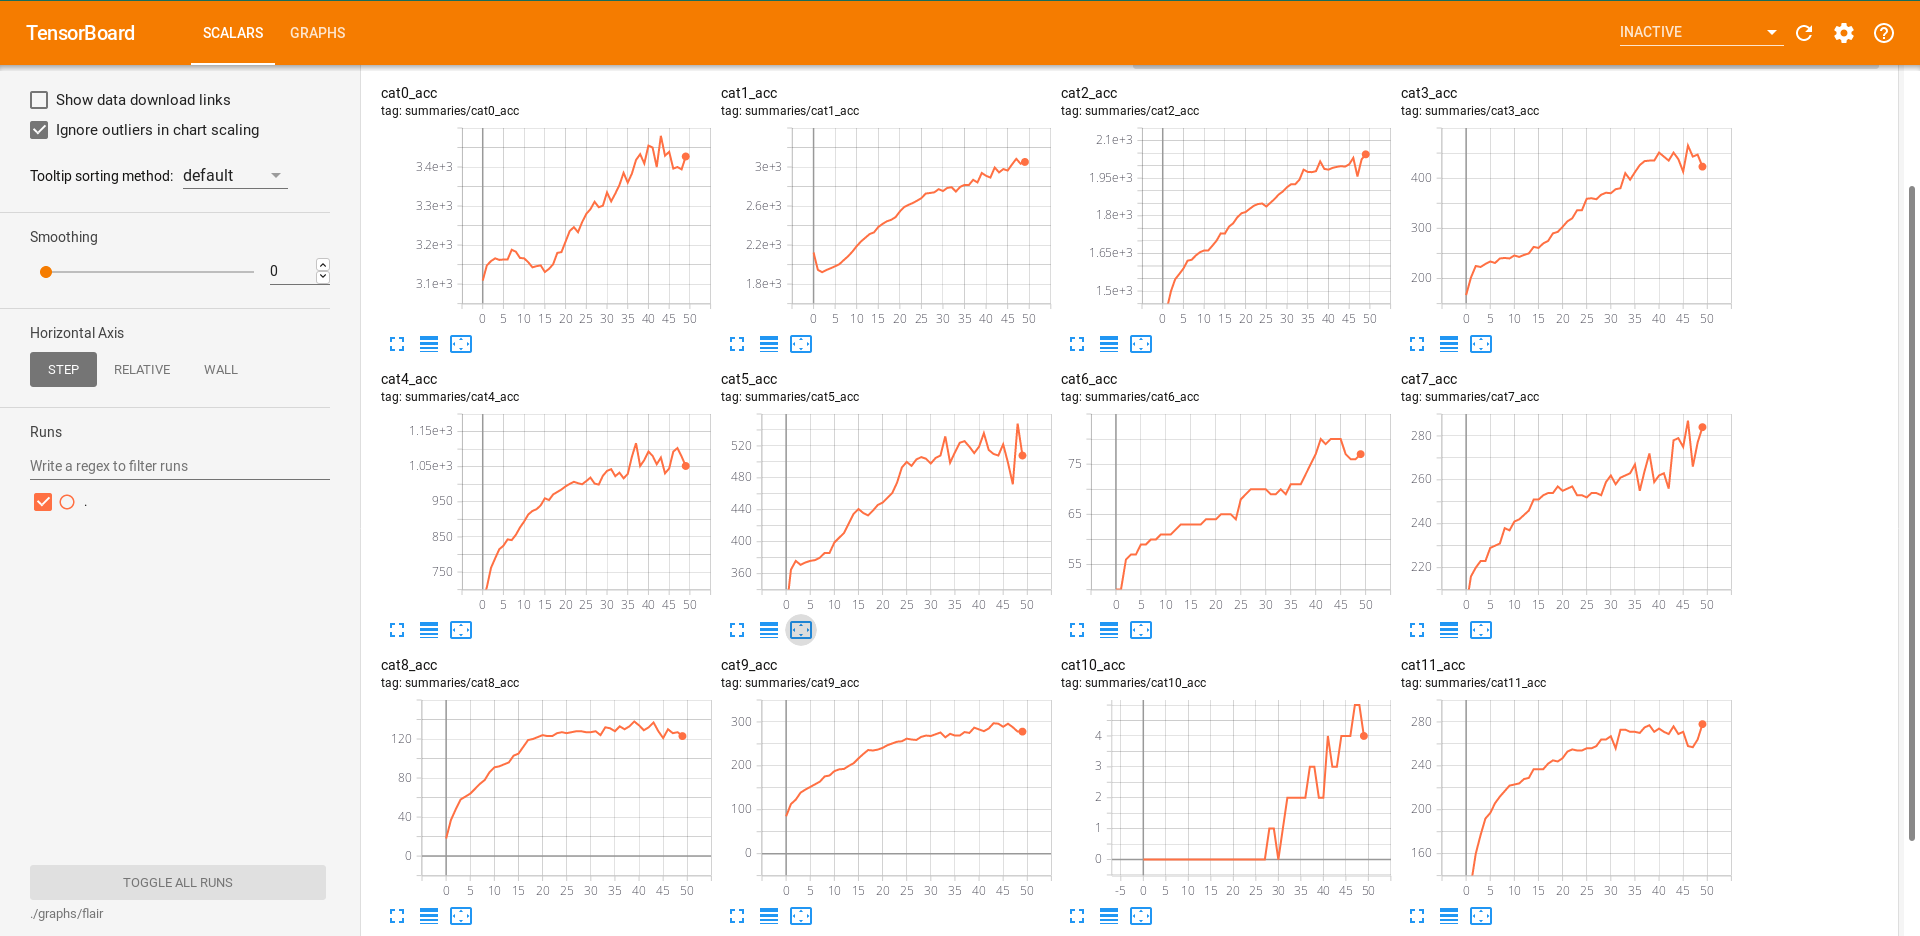 TensorBoard SCALARS GRAPHS INACTIVE
Show data download links
Ignore outliers in chart scaling
Tooltip sorting method: default
Smoothing
0
Horizontal Axis
STEP RELATIVE WALL
Runs
Write a regex to filter runs
.
TOGGLE ALL RUNS
./graphs/flair
cat0_acc
tag: summaries/cat0_acc
3.4e+3
3.3e+3
3.2e+3
3.1e+3
0 5 10 15 20 25 30 35 40 45 50
cat1_acc
tag: summaries/cat1_acc
3e+3
2.6e+3
2.2e+3
1.8e+3
0 5 10 15 20 25 30 35 40 45 50
cat2_acc
tag: summaries/cat2_acc
2.1e+3
1.95e+3
1.8e+3
1.65e+3
1.5e+3
0 5 10 15 20 25 30 35 40 45 50
cat3_acc
tag: summaries/cat3_acc
400
300
200
0 5 10 15 20 25 30 35 40 45 50
cat4_acc
tag: summaries/cat4_acc
1.15e+3
1.05e+3
950
850
750
0 5 10 15 20 25 30 35 40 45 50
cat5_acc
tag: summaries/cat5_acc
520
480
440
400
360
0 5 10 15 20 25 30 35 40 45 50
cat6_acc
tag: summaries/cat6_acc
75
65
55
0 5 10 15 20 25 30 35 40 45 50
cat7_acc
tag: summaries/cat7_acc
280
260
240
220
0 5 10 15 20 25 30 35 40 45 50
cat8_acc
tag: summaries/cat8_acc
120
80
40
0
0 5 10 15 20 25 30 35 40 45 50
cat9_acc
tag: summaries/cat9_acc
300
200
100
0
0 5 10 15 20 25 30 35 40 45 50
cat10_acc
tag: summaries/cat10_acc
4
3
2
1
0
-5 0 5 10 15 20 25 30 35 40 45 50
cat11_acc
tag: summaries/cat11_acc
280
240
200
160
0 5 10 15 20 25 30 35 40 45 50